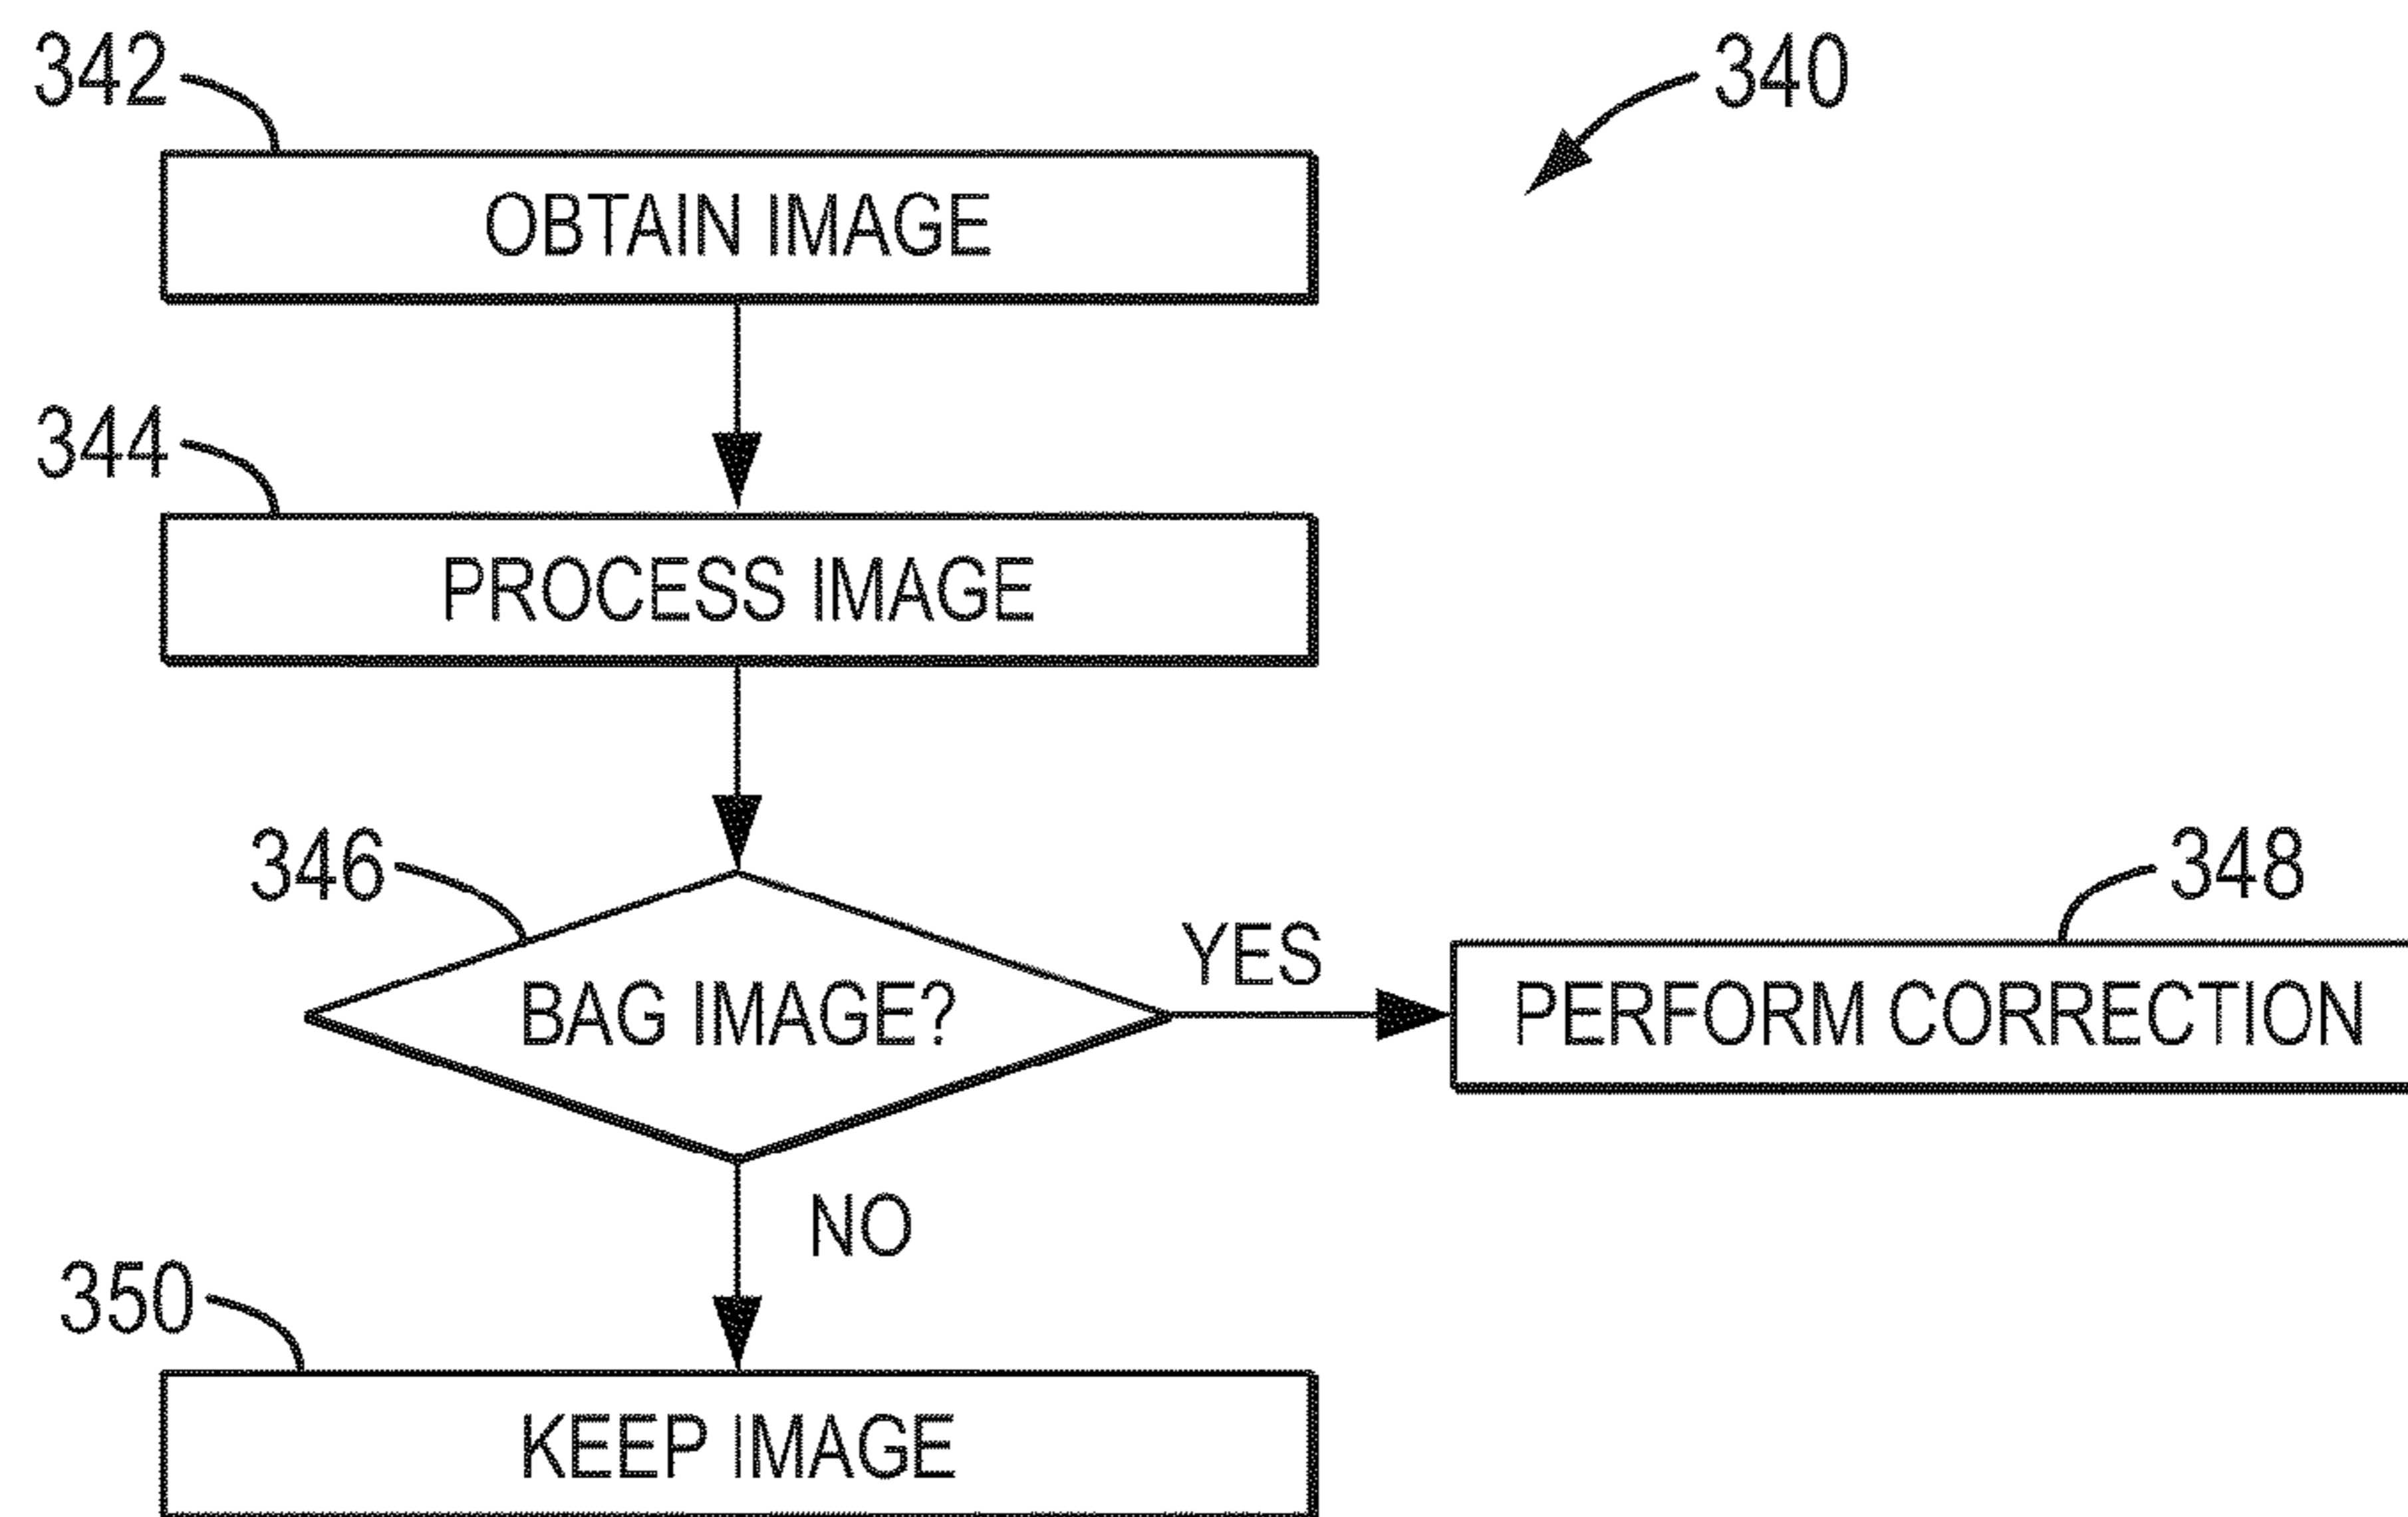 342
340
OBTAIN IMAGE
344
PROCESS IMAGE
346
348
YES
BAG IMAGE?
PERFORM CORRECTION
NO
350
KEEP IMAGE